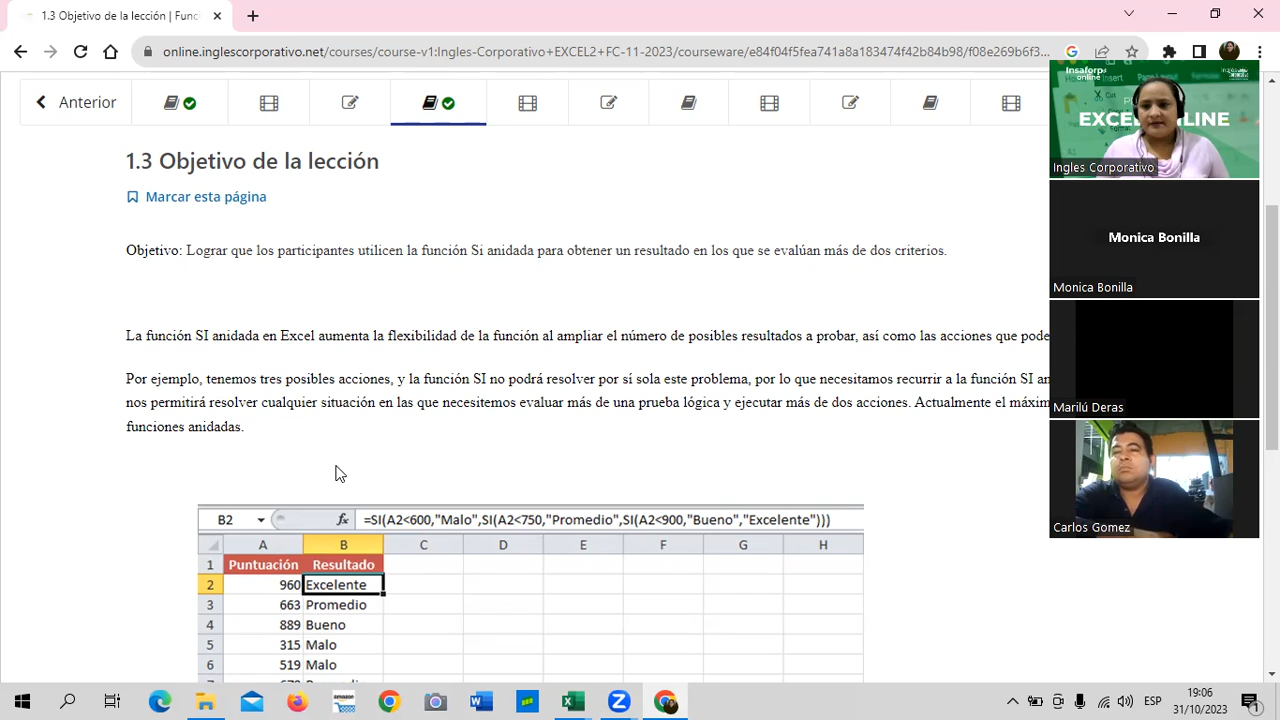 1.3 Objetivo de la lección | Func
online.inglescorporativo.net/courses/course-v1:Ingles-Corporativo+EXCEL2+FC-11-2023/courseware/e84f04f5fea741a8a183474f42b84b98/f08e269b6f3...
Anterior
1.3 Objetivo de la lección
Marcar esta página
Objetivo: Lograr que los participantes utilicen la función Si anidada para obtener un resultado en los que se evalúan más de dos criterios.
La función SI anidada en Excel aumenta la flexibilidad de la función al ampliar el número de posibles resultados a probar, así como las acciones que pode
Por ejemplo, tenemos tres posibles acciones, y la función SI no podrá resolver por sí sola este problema, por lo que necesitamos recurrir a la función SI an
nos permitirá resolver cualquier situación en las que necesitemos evaluar más de una prueba lógica y ejecutar más de dos acciones. Actualmente el máxim
funciones anidadas.
B2 fx =SI(A2<600,"Malo",SI(A2<750,"Promedio",SI(A2<900,"Bueno","Excelente")))
A B C D E F G H
1 Puntuación Resultado
2 960 Excelente
3 663 Promedio
4 889 Bueno
5 315 Malo
6 519 Malo
Insaforp
online
EXCEL ONLINE
Ingles Corporativo
Monica Bonilla
Monica Bonilla
Marilú Deras
Carlos Gomez
ESP
19:06
31/10/2023